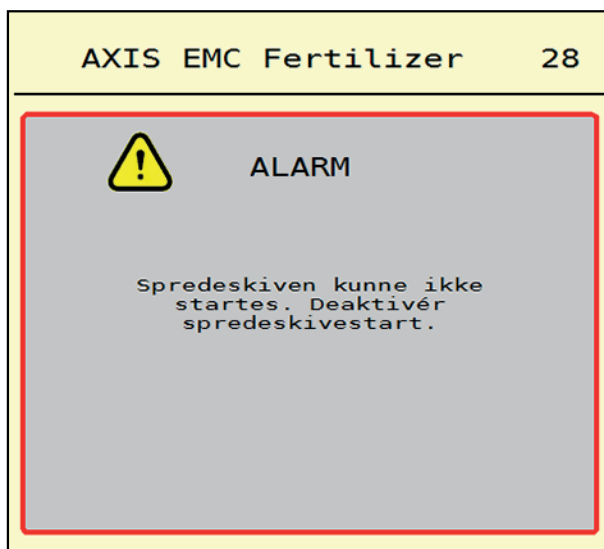 AXIS EMC Fertilizer 28
ALARM
Spredeskiven kunne ikke
startes. Deaktivér
spredeskivestart.